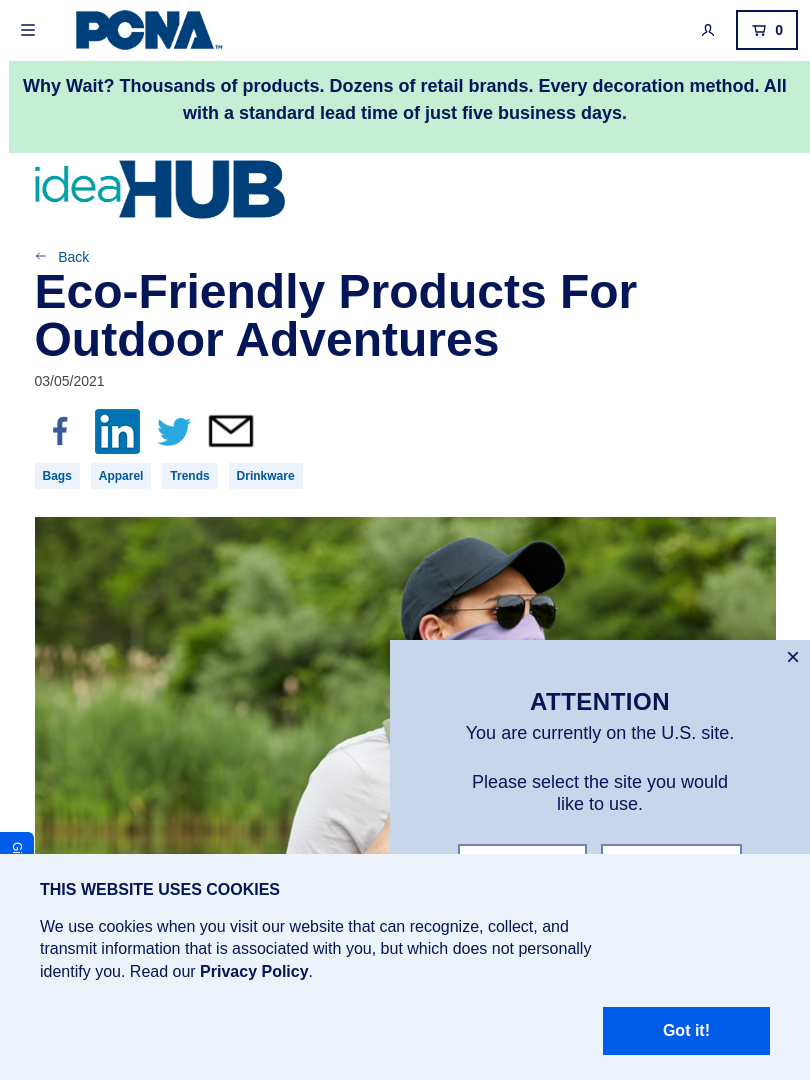 PCNA™
0
Why Wait? Thousands of products. Dozens of retail brands. Every decoration method. All
with a standard lead time of just five business days.
ideaHUB
Back
Eco-Friendly Products For
Outdoor Adventures
03/05/2021
f
in
Bags Apparel Trends Drinkware
ATTENTION
You are currently on the U.S. site.
Please select the site you would
like to use.
THIS WEBSITE USES COOKIES
We use cookies when you visit our website that can recognize, collect, and
transmit information that is associated with you, but which does not personally
identify you. Read our Privacy Policy.
Got it!